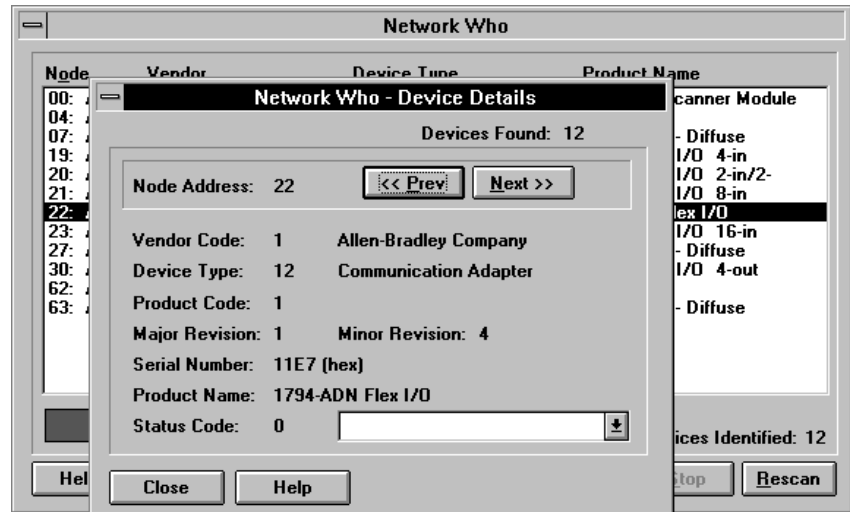 Network Who
Node Vendor Device Type Product Name
Network Who - Device Details
Devices Found: 12
Node Address: 22 << Prev Next >>
Vendor Code: 1 Allen-Bradley Company
Device Type: 12 Communication Adapter
Product Code: 1
Major Revision: 1 Minor Revision: 4
Serial Number: 11E7 (hex)
Product Name: 1794-ADN Flex I/O
Status Code: 0
Close Help
00:
04:
07:
19:
20:
21:
22:
23:
27:
30:
62:
63:
canner Module
- Diffuse
I/O 4-in
I/O 2-in/2-
I/O 8-in
lex I/O
I/O 16-in
- Diffuse
I/O 4-out
- Diffuse
ices Identified: 12
Hel Stop Rescan